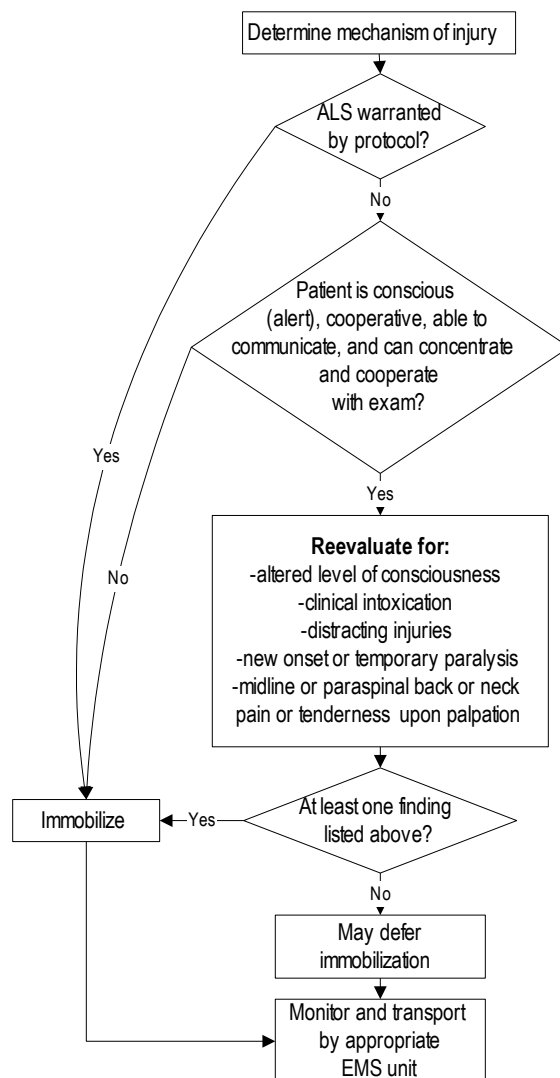 Determine mechanism of injury
ALS warranted
by protocol?
No
Patient is conscious
(alert), cooperative, able to
communicate, and can concentrate
and cooperate
with exam?
Yes
No
Yes
Reevaluate for:
-altered level of consciousness
-clinical intoxication
-distracting injuries
-new onset or temporary paralysis
-midline or paraspinal back or neck
pain or tenderness upon palpation
At least one finding
listed above?
Yes
Immobilize
No
May defer
immobilization
Monitor and transport
by appropriate
EMS unit